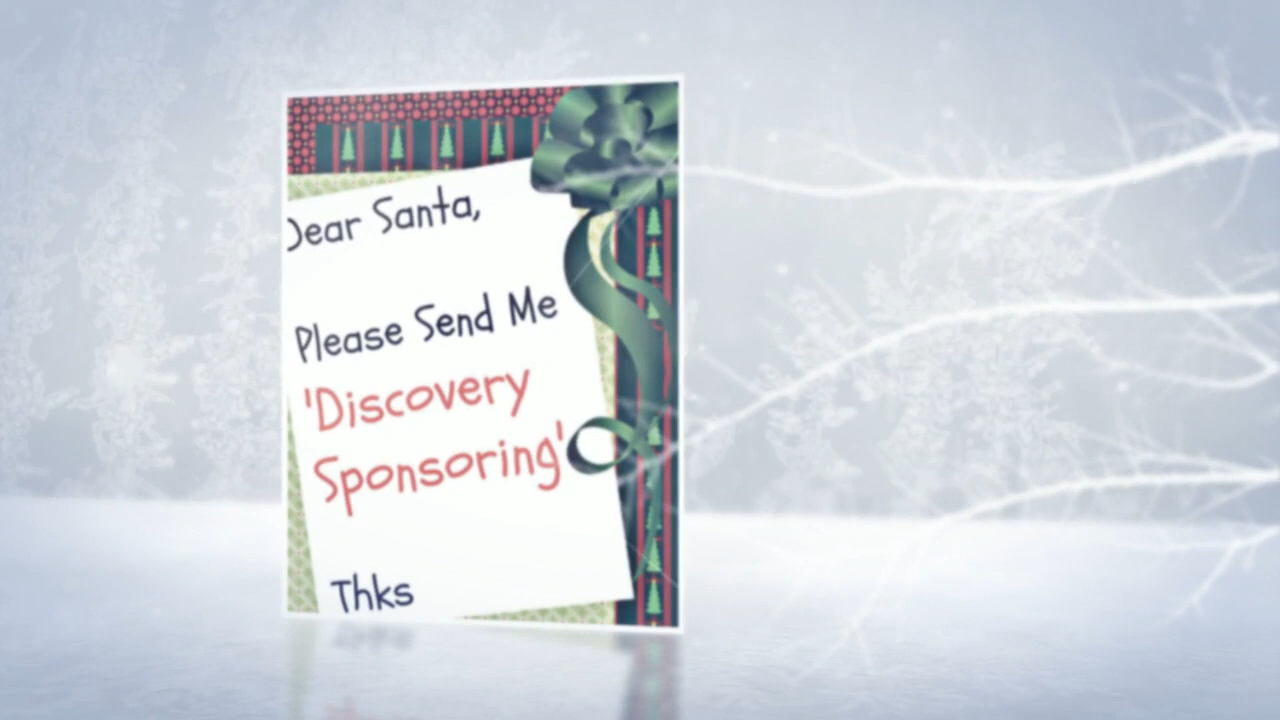 Dear Santa,
Please Send Me
'Discovery
Sponsoring'
Thks